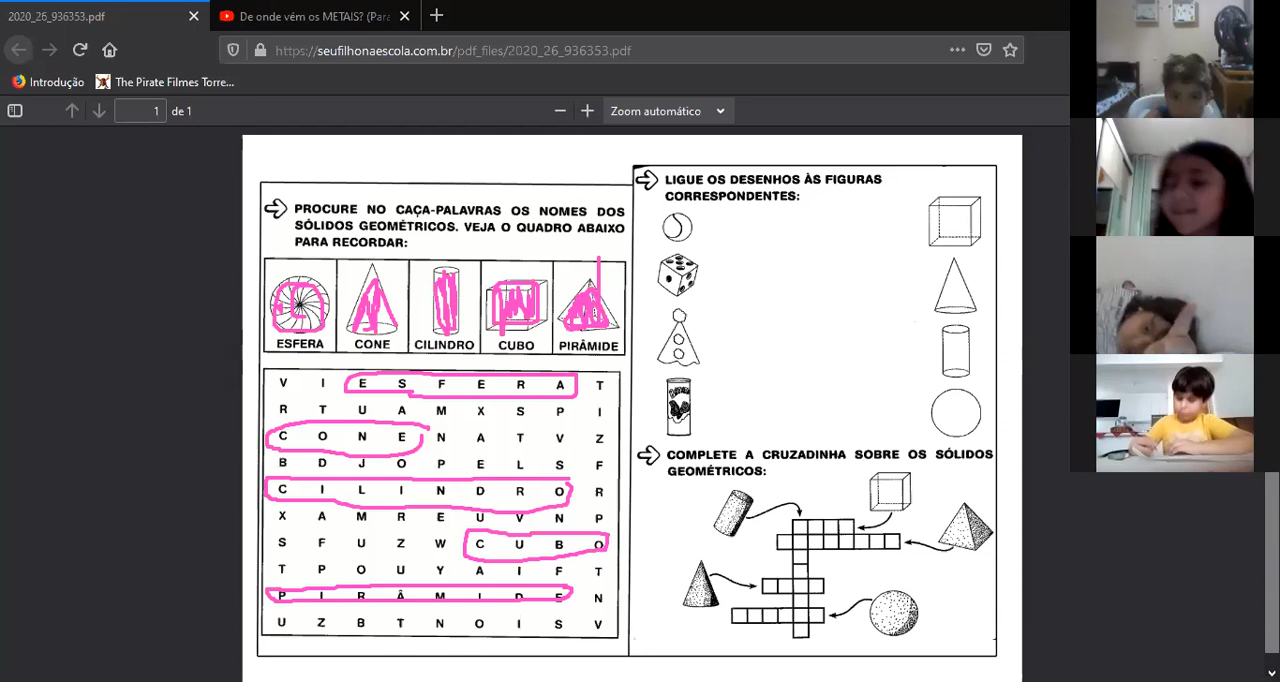 2020_26_936353.pdf
De onde vém os METAIS? (Para
https://seufilhonaescola.com.br/pdf_files/2020_26_936353.pdf
Introdução
The Pirate Filmes Torre...
1 de 1
Zoom automático
PROCURE NO CAÇA-PALAVRAS OS NOMES DOS
SÓLIDOS GEOMÉTRICOS. VEJA O QUADRO ABAIXO
PARA RECORDAR:
ESFERA CONE CILINDRO CUBO PIRÂMIDE
V I E S F E R A T
R T U A M X S P I
C O N E N A T V Z
B D J O P E L S F
C I L I N D R O R
X A M R E U V N P
S F U Z W C U B O
T P O U Y A I F T
P I R Â M I D E N
U Z B T N O I S V
LIGUE OS DESENHOS ÀS FIGURAS
CORRESPONDENTES:
COMPLETE A CRUZADINHA SOBRE OS SÓLIDOS
GEOMÉTRICOS: